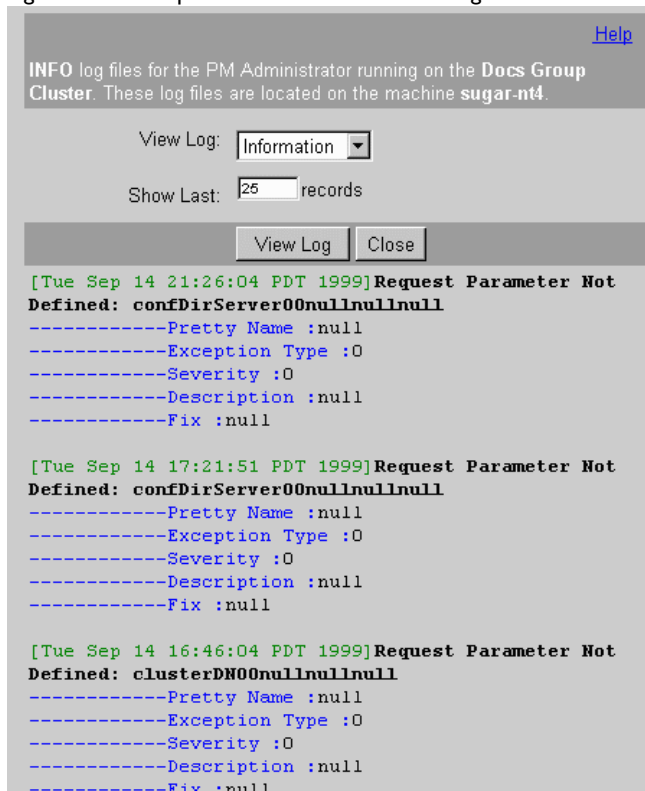 Help
INFO log files for the PM Administrator running on the Docs Group
Cluster. These log files are located on the machine sugar-nt4.
View Log: Information
Show Last: 25 records
View Log Close
[Tue Sep 14 21:26:04 PDT 1999]Request Parameter Not
Defined: confDirServer00nullnullnull
------------Pretty Name :null
------------Exception Type :0
------------Severity :0
------------Description :null
------------Fix :null
[Tue Sep 14 17:21:51 PDT 1999]Request Parameter Not
Defined: confDirServer00nullnullnull
------------Pretty Name :null
------------Exception Type :0
------------Severity :0
------------Description :null
------------Fix :null
[Tue Sep 14 16:46:04 PDT 1999]Request Parameter Not
Defined: clusterDN00nullnullnull
------------Pretty Name :null
------------Exception Type :0
------------Severity :0
------------Description :null
------------Fix :null